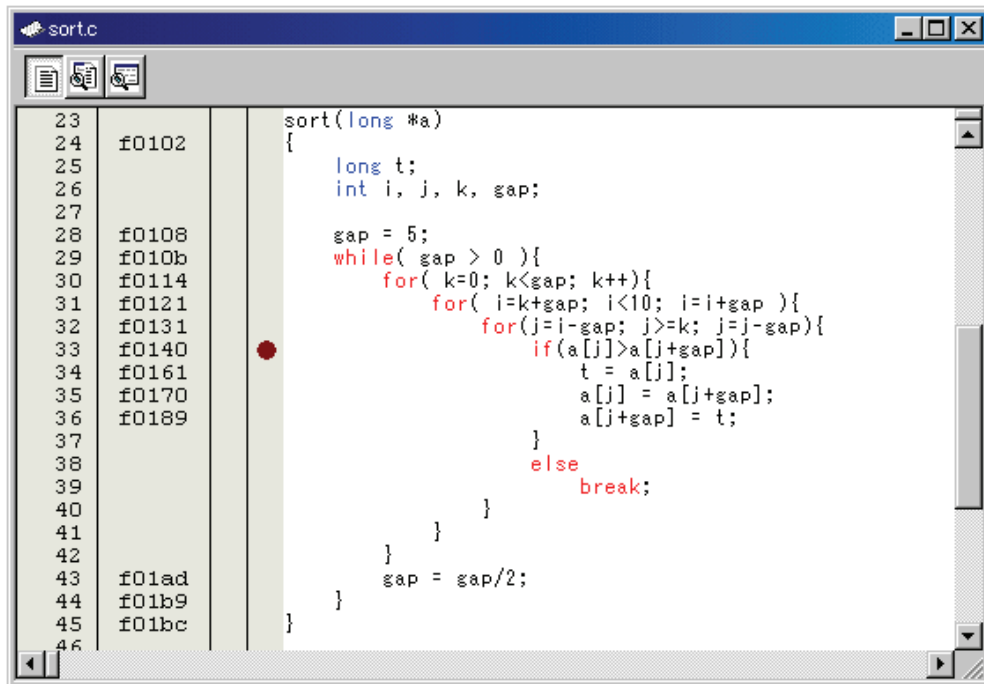 sort.c
23 sort(long *a)
24 f0102 {
25 long t;
26 int i, j, k, gap;
27
28 f0108 gap = 5;
29 f010b while( gap > 0 ){
30 f0114 for( k=0; k<gap; k++){
31 f0121 for( i=k+gap; i<10; i=i+gap ){
32 f0131 for(j=i-gap; j>=k; j=j-gap){
33 f0140 if(a[j]>a[j+gap]){
34 f0161 t = a[j];
35 f0170 a[j] = a[j+gap];
36 f0189 a[j+gap] = t;
37 }
38 else
39 break;
40 }
41 }
42 }
43 f01ad gap = gap/2;
44 f01b9 }
45 f01bc }
46